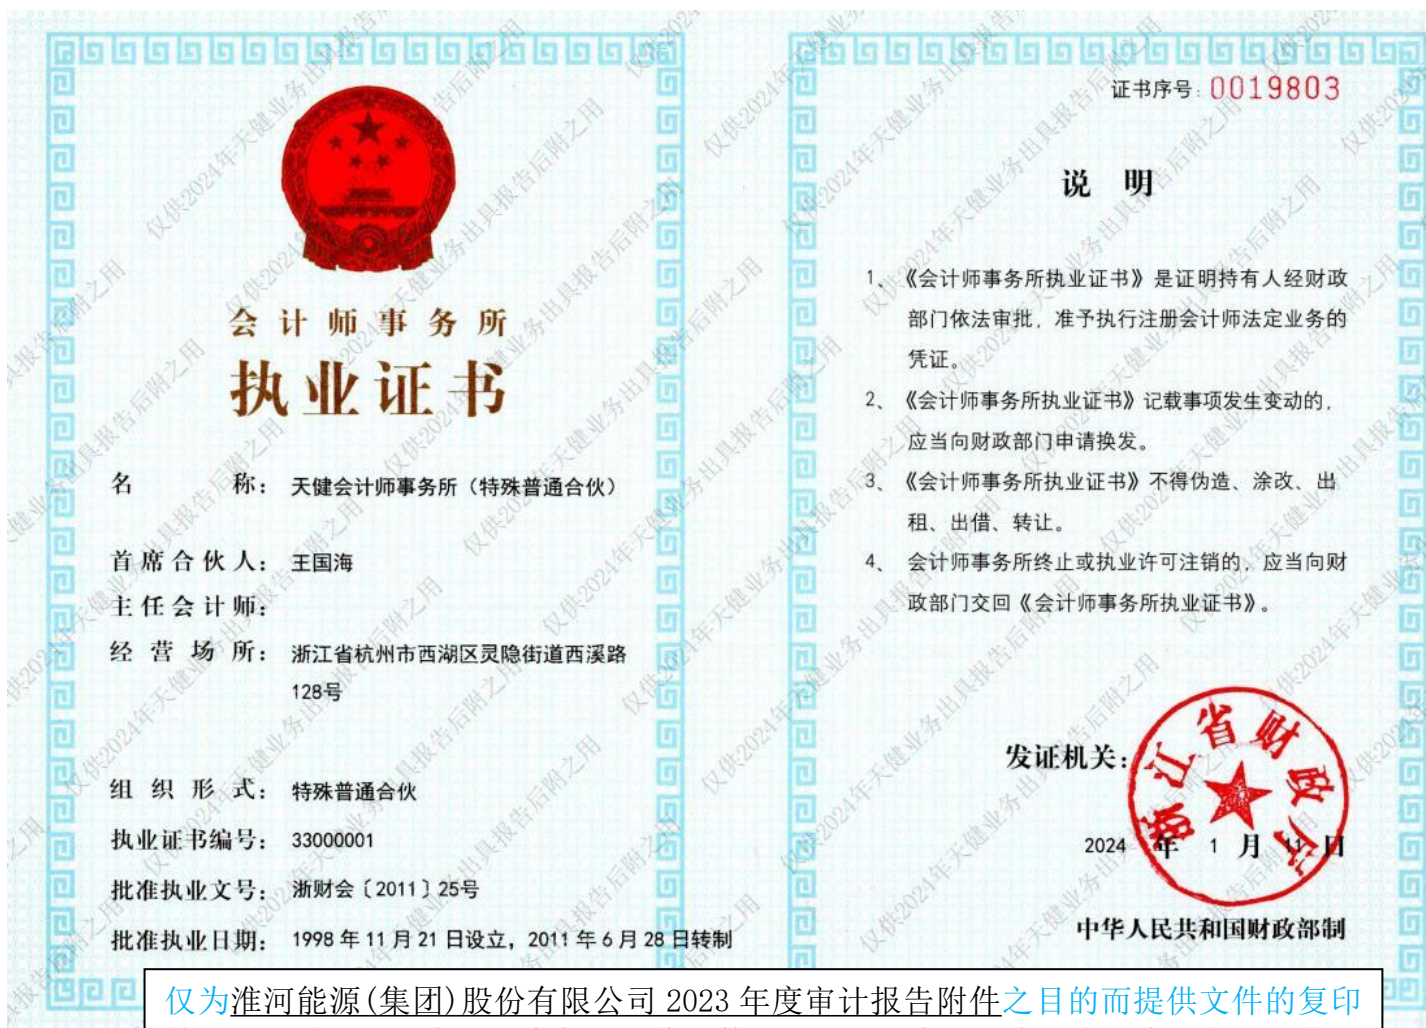 会计师事务所
执业证书
名 称：天健会计师事务所（特殊普通合伙）
首席合伙人：王国海
主任会计师：
经营场所：浙江省杭州市西湖区灵隐街道西溪路
128号
组织形式：特殊普通合伙
执业证书编号：33000001
批准执业文号：浙财会〔2011〕25号
批准执业日期：1998年11月21日设立，2011年6月28日转制
证书序号：0019803
说 明
1、《会计师事务所执业证书》是证明持有人经财政
部门依法审批，准予执行注册会计师法定业务的
凭证。
2、《会计师事务所执业证书》记载事项发生变动的，
应当向财政部门申请换发。
3、《会计师事务所执业证书》不得伪造、涂改、出
租、出借、转让。
4、会计师事务所终止或执业许可注销的，应当向财
政部门交回《会计师事务所执业证书》。
发证机关：
浙江省财政厅
2024年1月11日
中华人民共和国财政部制
仅供2024年天健业务出具报告后附之用
仅为淮河能源(集团)股份有限公司2023年度审计报告附件之目的而提供文件的复印